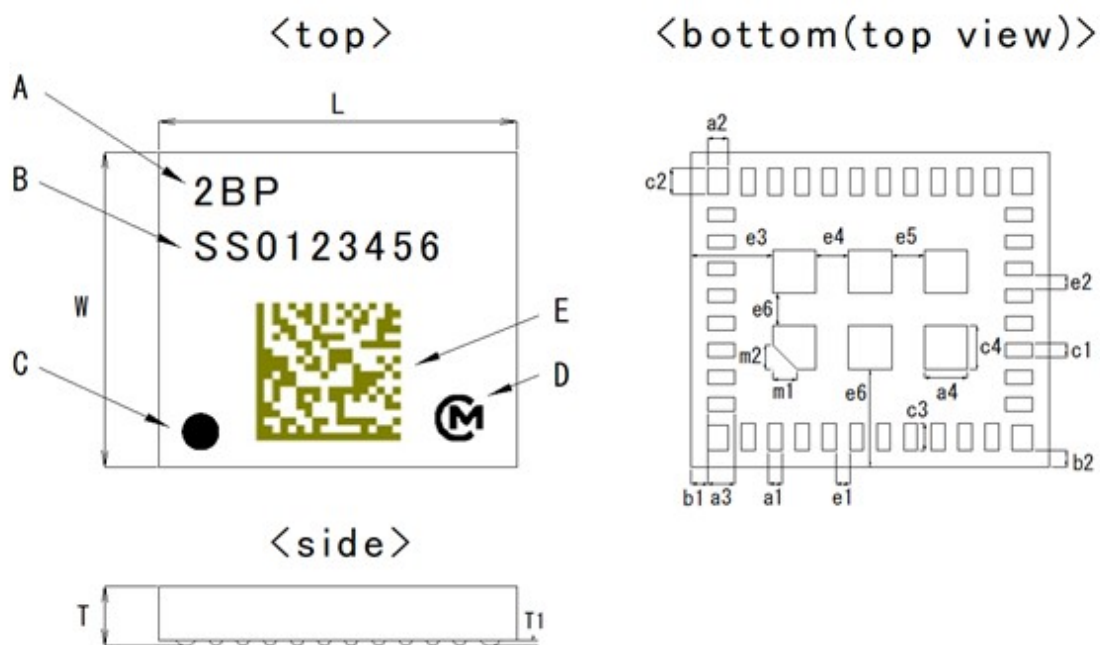 <top>
<bottom(top view)>
A
L
a2
B
2BP
c2
SS0123456
e3
e4
e5
W
e2
e6
E
c1
m2
c4
C
D
m1
e6
a4
CM
c3
b2
b1
a3
a1
e1
<side>
T
T1